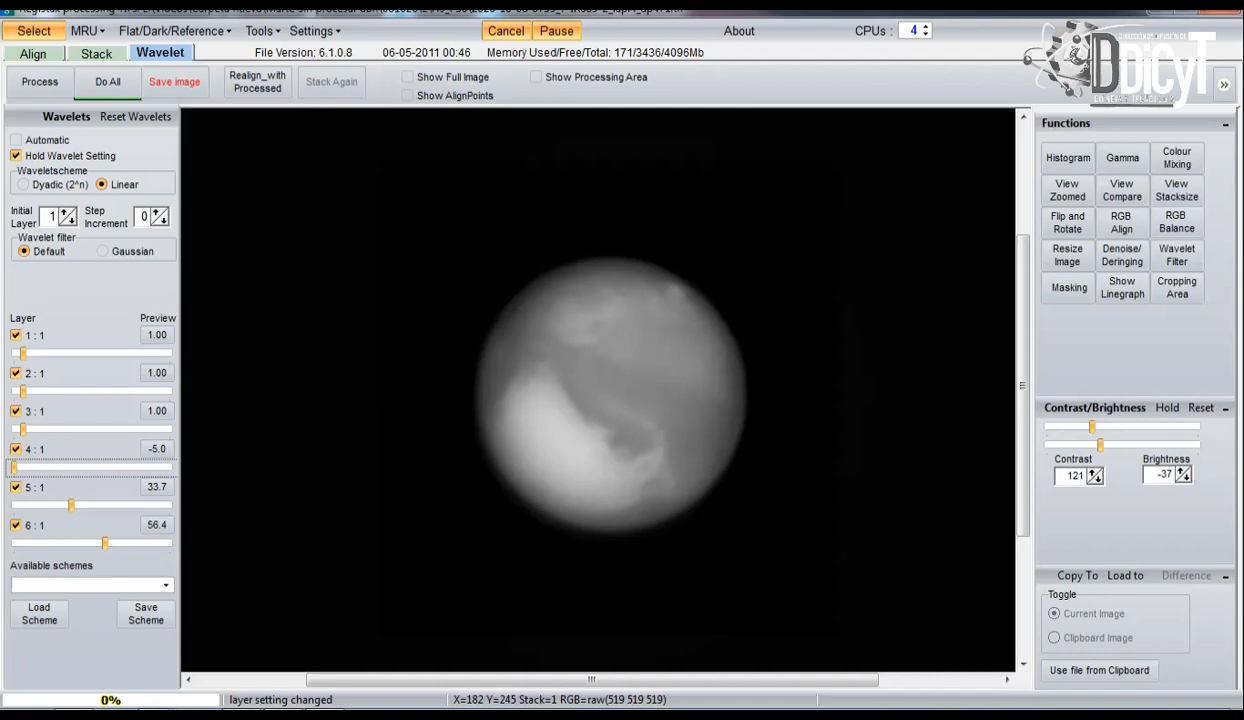 Select MRU Flat/Dark/Reference Tools Settings Cancel Pause About CPUs : 4
Align Stack Wavelet File Version: 6.1.0.8 06-05-2011 00:46 Memory Used/Free/Total: 171/3436/4096Mb
Process Do All Save image Realign_with Processed Stack Again Show Full Image Show Processing Area
Show AlignPoints
DDicyT
Wavelets Reset Wavelets
Automatic
Hold Wavelet Setting
Waveletscheme
Dyadic (2^n) Linear
Initial Layer 1 Step Increment 0
Wavelet filter
Default Gaussian
Layer Preview
1 : 1 1.00
2 : 1 1.00
3 : 1 1.00
4 : 1 -5.0
5 : 1 33.7
6 : 1 56.4
Available schemes
Load Scheme Save Scheme
Functions
Histogram Gamma Colour Mixing
View Zoomed View Compare View Stacksize
Flip and Rotate RGB Align RGB Balance
Resize Image Denoise/ Deringing Wavelet Filter
Masking Show Linegraph Cropping Area
Contrast/Brightness Hold Reset
Contrast Brightness
121 -37
Copy To Load to Difference
Toggle
Current Image
Clipboard Image
Use file from Clipboard
0% layer setting changed X=182 Y=245 Stack=1 RGB=raw(519 519 519)